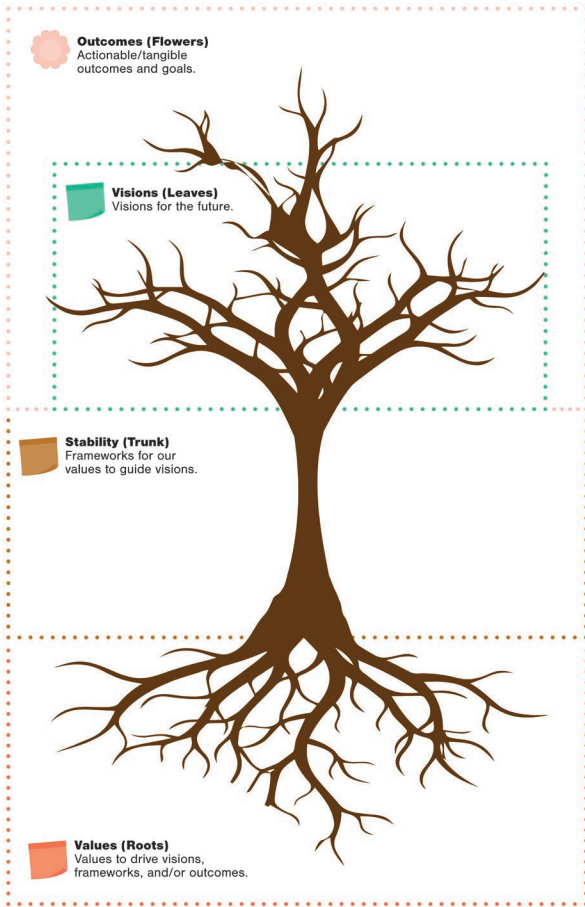 Outcomes (Flowers)
Actionable/tangible
outcomes and goals.
Visions (Leaves)
Visions for the future.
Stability (Trunk)
Frameworks for our
values to guide visions.
Values (Roots)
Values to drive visions,
frameworks, and/or outcomes.